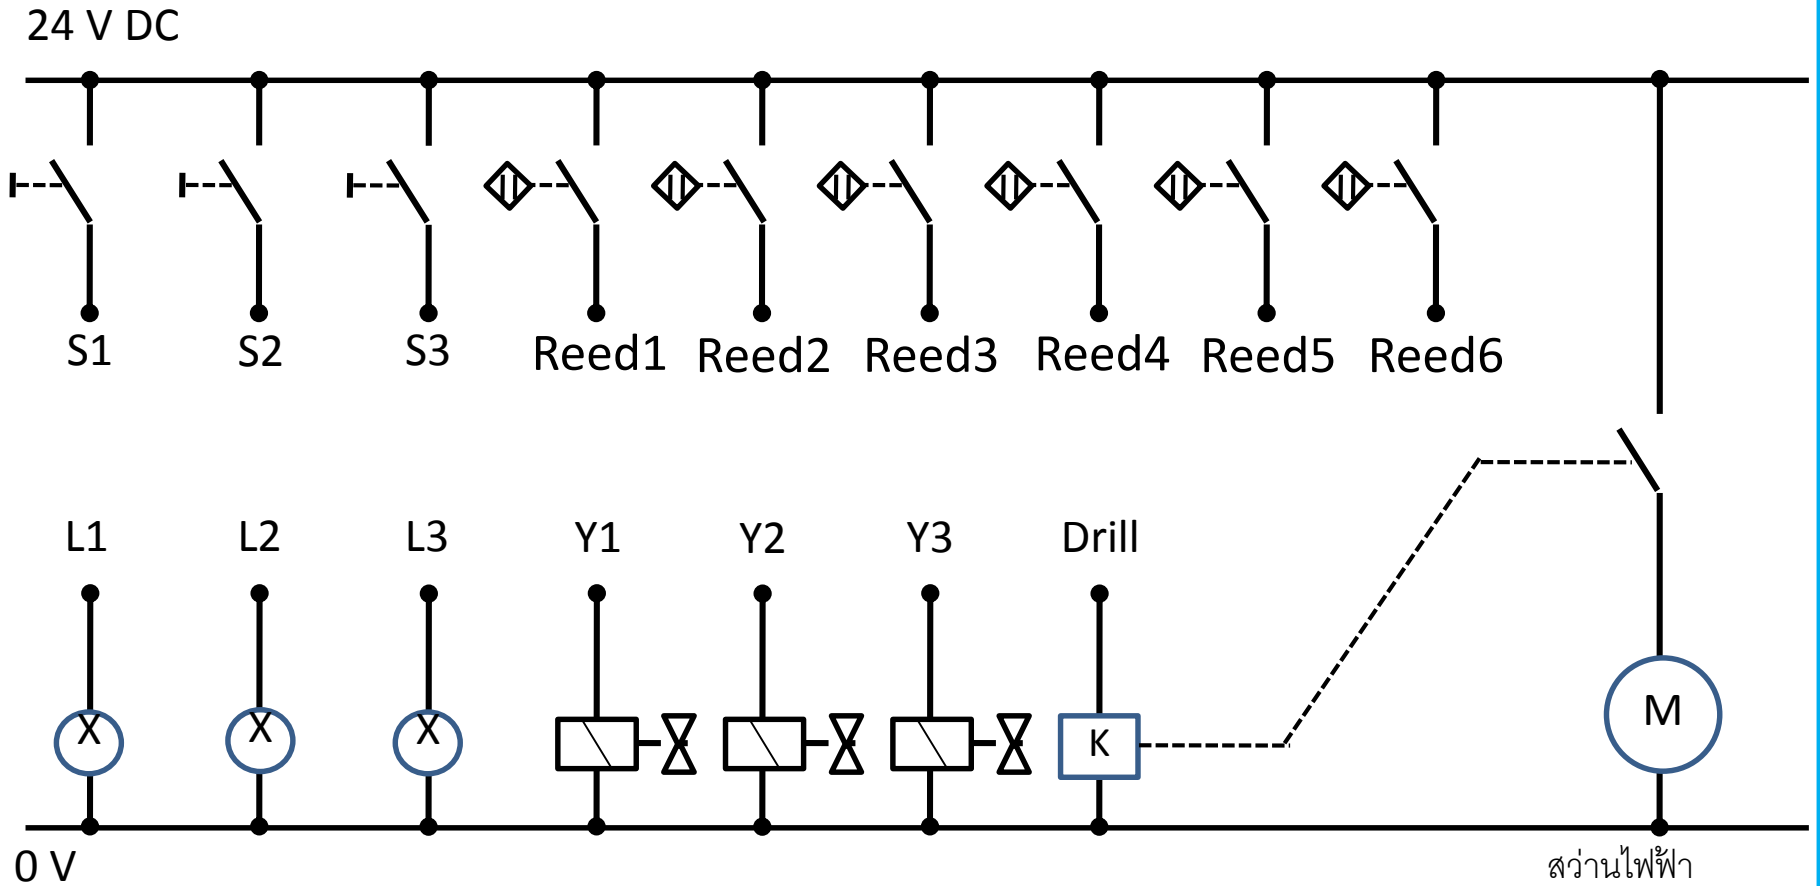 24 V DC
S1 S2 S3 Reed1 Reed2 Reed3 Reed4 Reed5 Reed6
L1 L2 L3 Y1 Y2 Y3 Drill
X X X K M
0 V สว่านไฟฟ้า